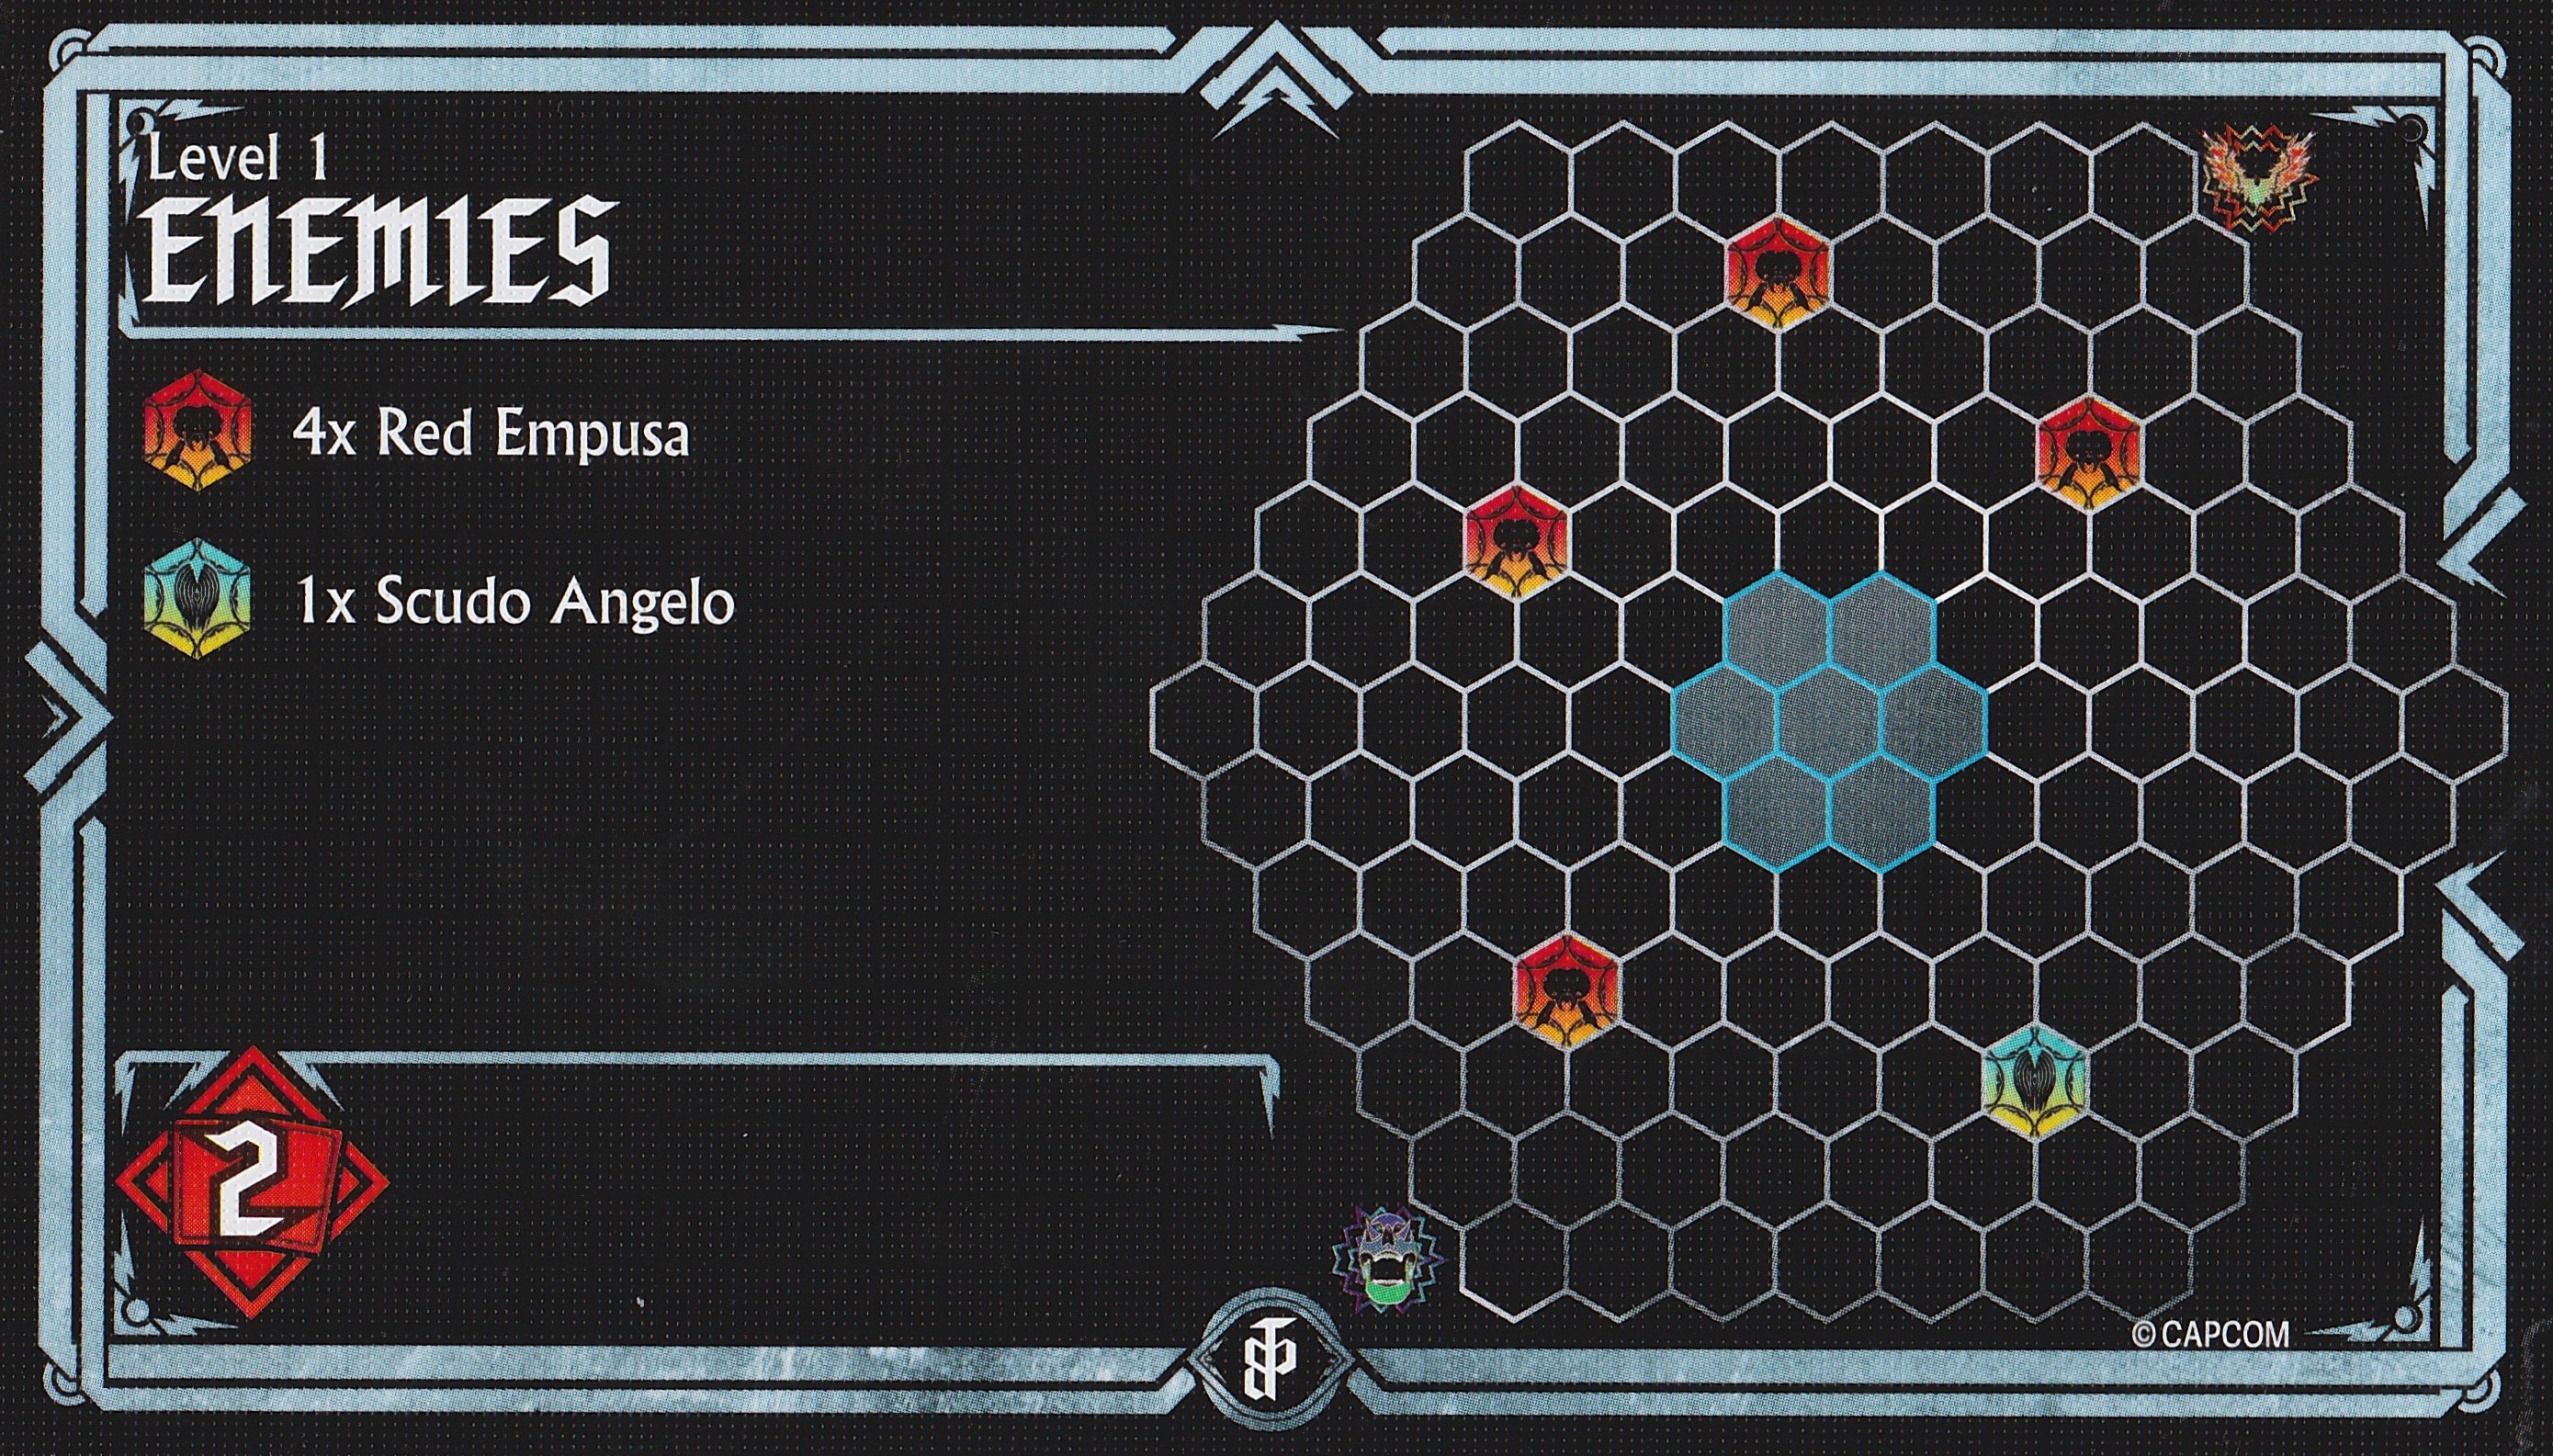 Level 1
ENEMIES
4x Red Empusa
1x Scudo Angelo
2
© CAPCOM